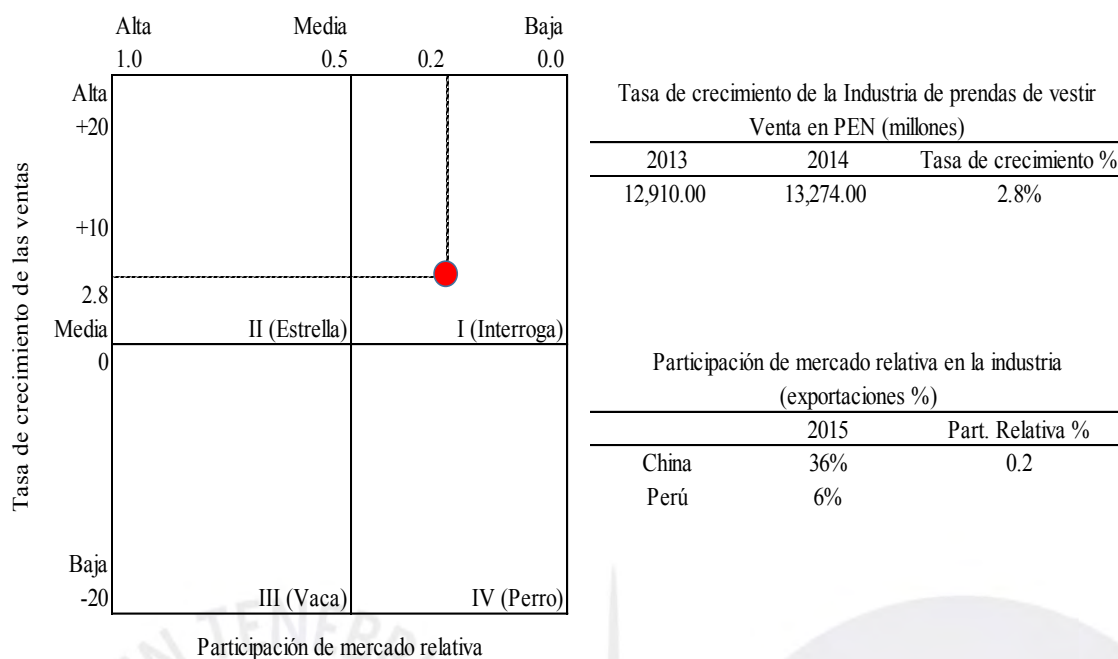 Alta Media Baja
1.0 0.5 0.2 0.0
Alta
+20
+10
2.8
Media
0
Baja
-20
Tasa de crecimiento de las ventas
II (Estrella) I (Interroga)
III (Vaca) IV (Perro)
Participación de mercado relativa
Tasa de crecimiento de la Industria de prendas de vestir
Venta en PEN (millones)
2013 2014 Tasa de crecimiento %
12,910.00 13,274.00 2.8%
Participación de mercado relativa en la industria
(exportaciones %)
2015 Part. Relativa %
China 36% 0.2
Perú 6%